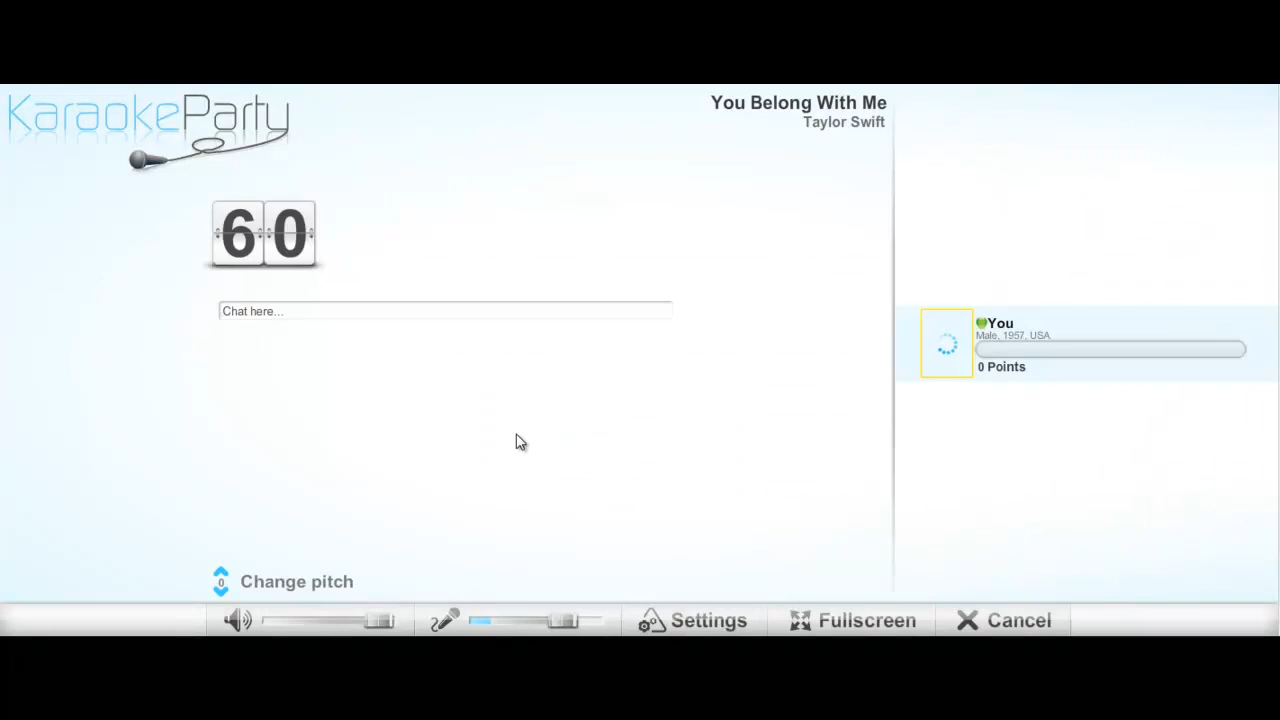 KaraokeParty
You Belong With Me
Taylor Swift
60
Chat here...
You
Male, 1957, USA
0 Points
0 Change pitch
Settings
Fullscreen
Cancel